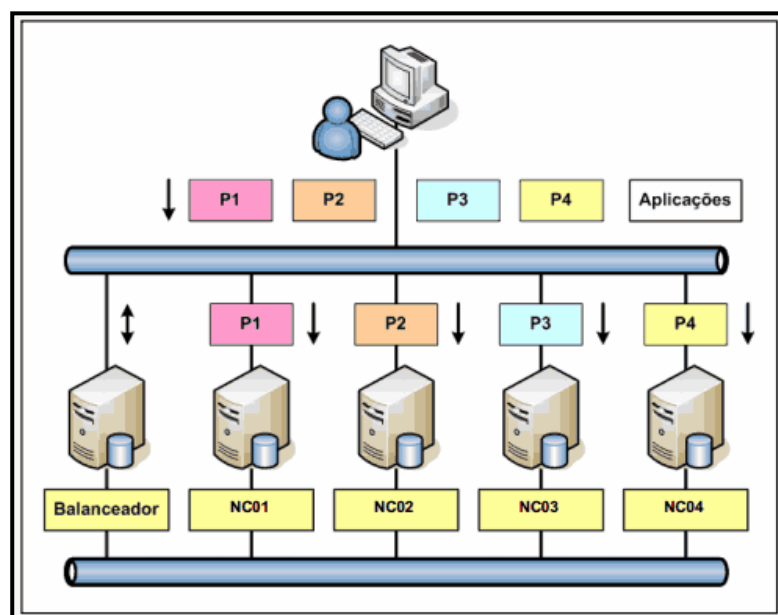 P1 P2 P3 P4 Aplicações
P1 P2 P3 P4
Balanceador NC01 NC02 NC03 NC04